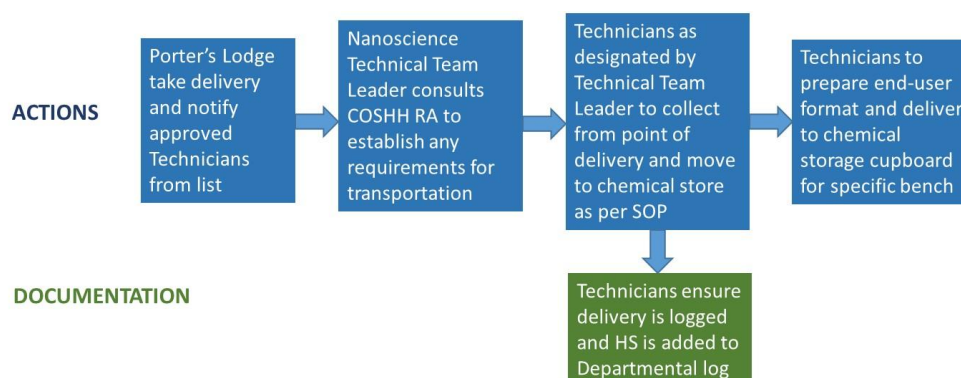 ACTIONS
Porter's Lodge
take delivery
and notify
approved
Technicians
from list
Nanoscience
Technical Team
Leader consults
COSHH RA to
establish any
requirements for
transportation
Technicians as
designated by
Technical Team
Leader to collect
from point of
delivery and move
to chemical store
as per SOP
Technicians to
prepare end-user
format and deliver
to chemical
storage cupboard
for specific bench
DOCUMENTATION
Technicians ensure
delivery is logged
and HS is added to
Departmental log